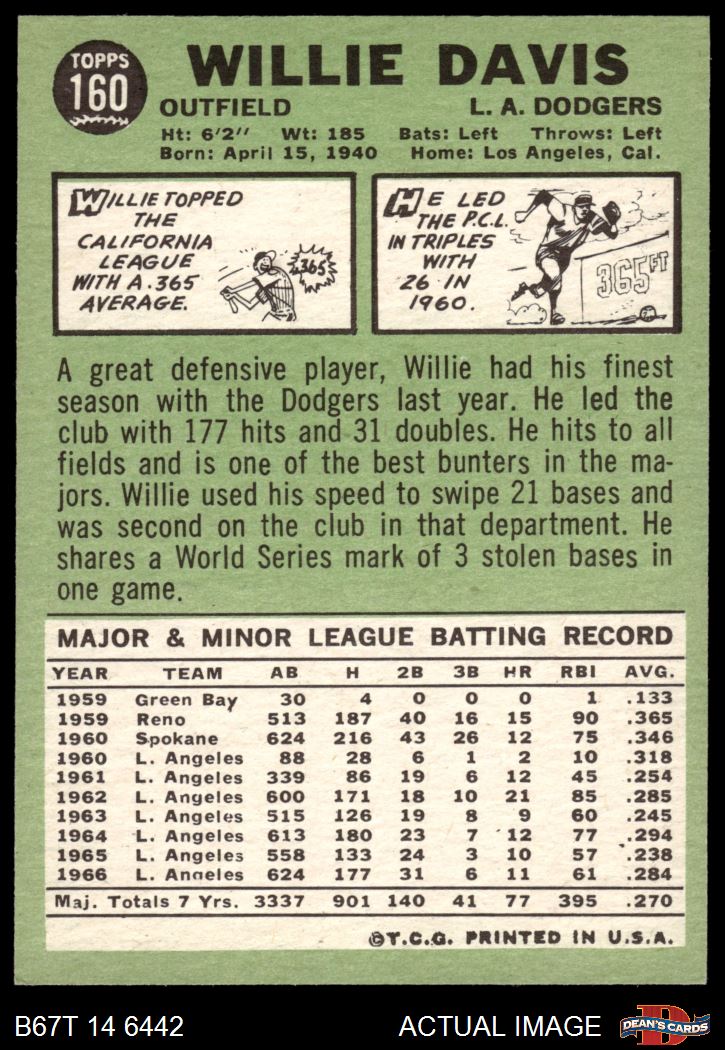 TOPPS
160
WILLIE DAVIS
OUTFIELD L. A. DODGERS
Ht: 6'2" Wt: 185 Bats: Left Throws: Left
Born: April 15, 1940 Home: Los Angeles, Cal.
WILLIE TOPPED
THE
CALIFORNIA
LEAGUE
WITH A .365
AVERAGE.
.365
HE LED
THE P.C.L.
IN TRIPLES
WITH
26 IN
1960.
365 FT
A great defensive player, Willie had his finest
season with the Dodgers last year. He led the
club with 177 hits and 31 doubles. He hits to all
fields and is one of the best bunters in the ma-
jors. Willie used his speed to swipe 21 bases and
was second on the club in that department. He
shares a World Series mark of 3 stolen bases in
one game.
MAJOR & MINOR LEAGUE BATTING RECORD
YEAR TEAM AB H 2B 3B HR RBI AVG.
1959 Green Bay 30 4 0 0 0 1 .133
1959 Reno 513 187 40 16 15 90 .365
1960 Spokane 624 216 43 26 12 75 .346
1960 L. Angeles 88 28 6 1 2 10 .318
1961 L. Angeles 339 86 19 6 12 45 .254
1962 L. Angeles 600 171 18 10 21 85 .285
1963 L. Angeles 515 126 19 8 9 60 .245
1964 L. Angeles 613 180 23 7 12 77 .294
1965 L. Angeles 558 133 24 3 10 57 .238
1966 L. Angeles 624 177 31 6 11 61 .284
Maj. Totals 7 Yrs. 3337 901 140 41 77 395 .270
©T.C.G. PRINTED IN U.S.A.
B67T 14 6442 ACTUAL IMAGE DEAN'S CARDS